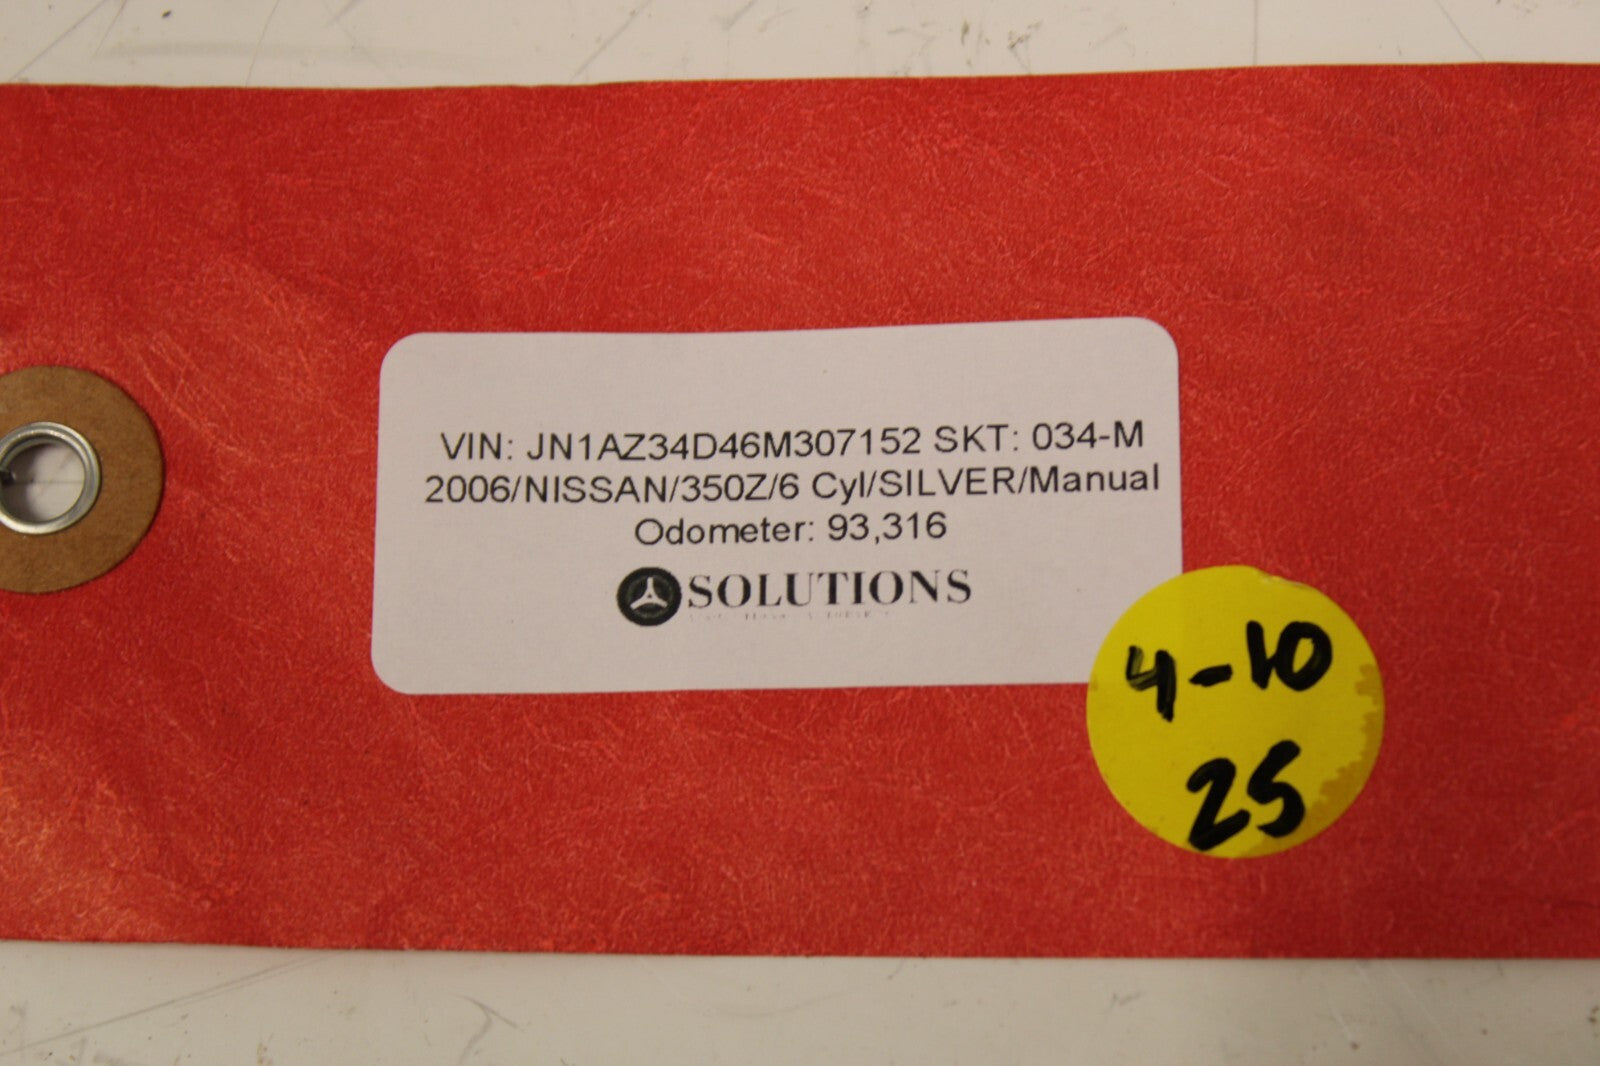 VIN: JN1AZ34D46M307152 SKT: 034-M
2006/NISSAN/350Z/6 Cyl/SILVER/Manual
Odometer: 93,316
SOLUTIONS
4-10
25